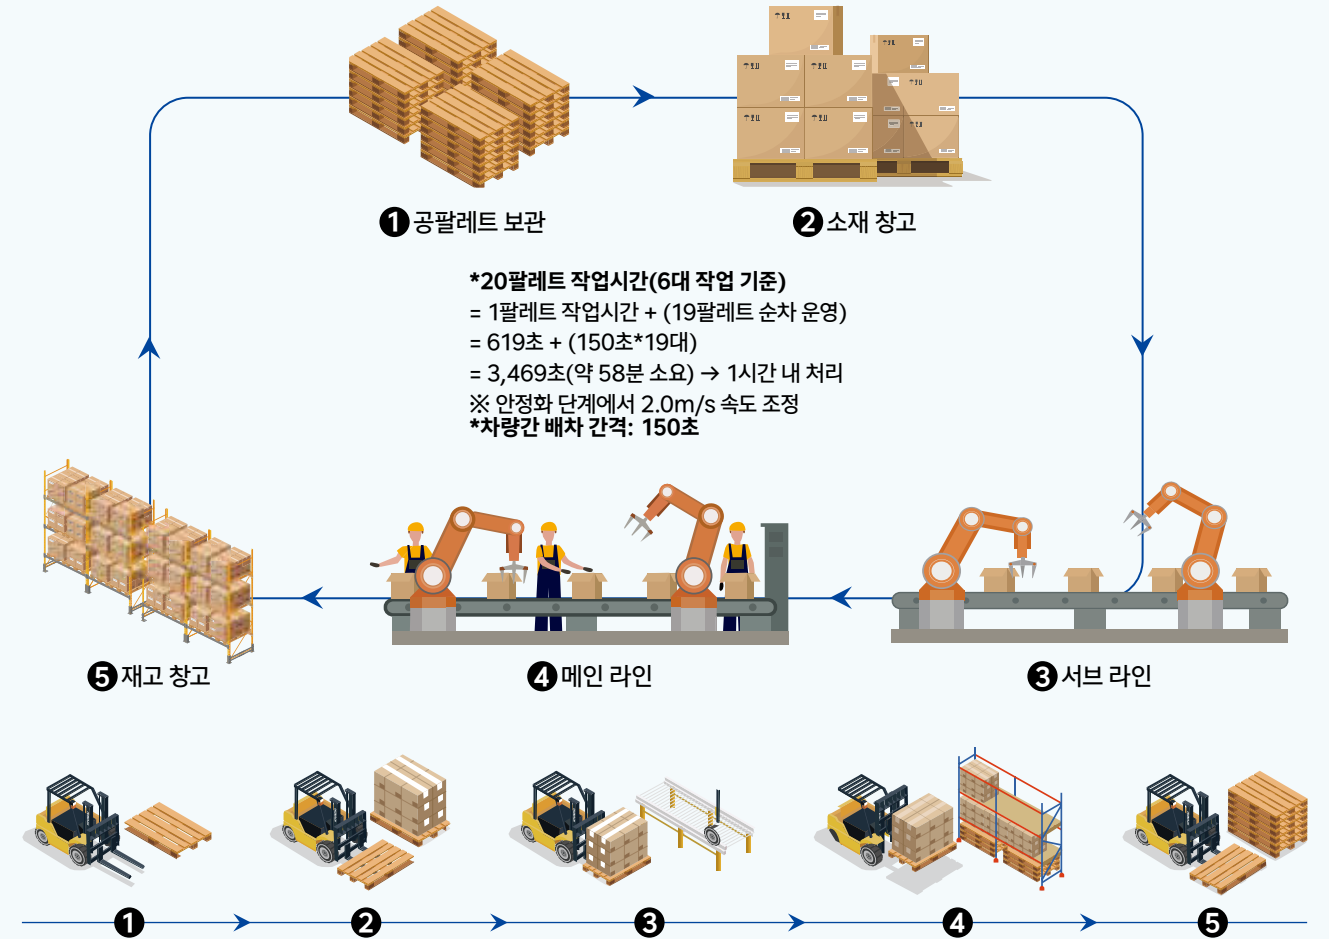 ❶ 공팔레트 보관
❷ 소재 창고
*20팔레트 작업시간(6대 작업 기준)
= 1팔레트 작업시간 + (19팔레트 순차 운영)
= 619초 + (150초*19대)
= 3,469초(약 58분 소요) → 1시간 내 처리
※ 안정화 단계에서 2.0m/s 속도 조정
*차량간 배차 간격: 150초
❺ 재고 창고
❹ 메인 라인
❸ 서브 라인
❶
❷
❸
❹
❺